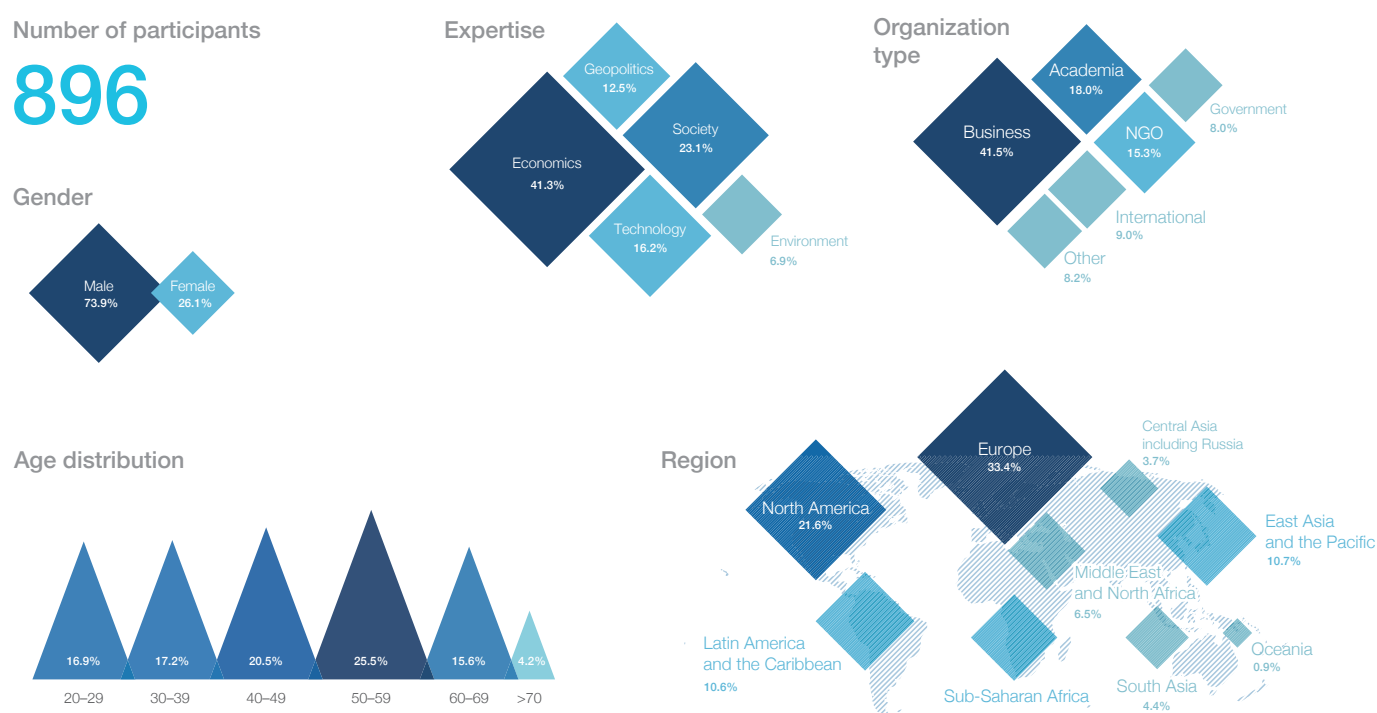 Number of participants
896
Gender
Male
73.9%
Female
26.1%
Expertise
Geopolitics
12.5%
Society
23.1%
Economics
41.3%
Technology
16.2%
Environment
6.9%
Organization
type
Academia
18.0%
Government
8.0%
Business
41.5%
NGO
15.3%
International
9.0%
Other
8.2%
Age distribution
16.9%
17.2%
20.5%
25.5%
15.6%
4.2%
20–29
30–39
40–49
50–59
60–69
>70
Region
Europe
33.4%
Central Asia
including Russia
3.7%
North America
21.6%
East Asia
and the Pacific
10.7%
Middle East
and North Africa
6.5%
Latin America
and the Caribbean
10.6%
Sub-Saharan Africa
South Asia
4.4%
Oceania
0.9%